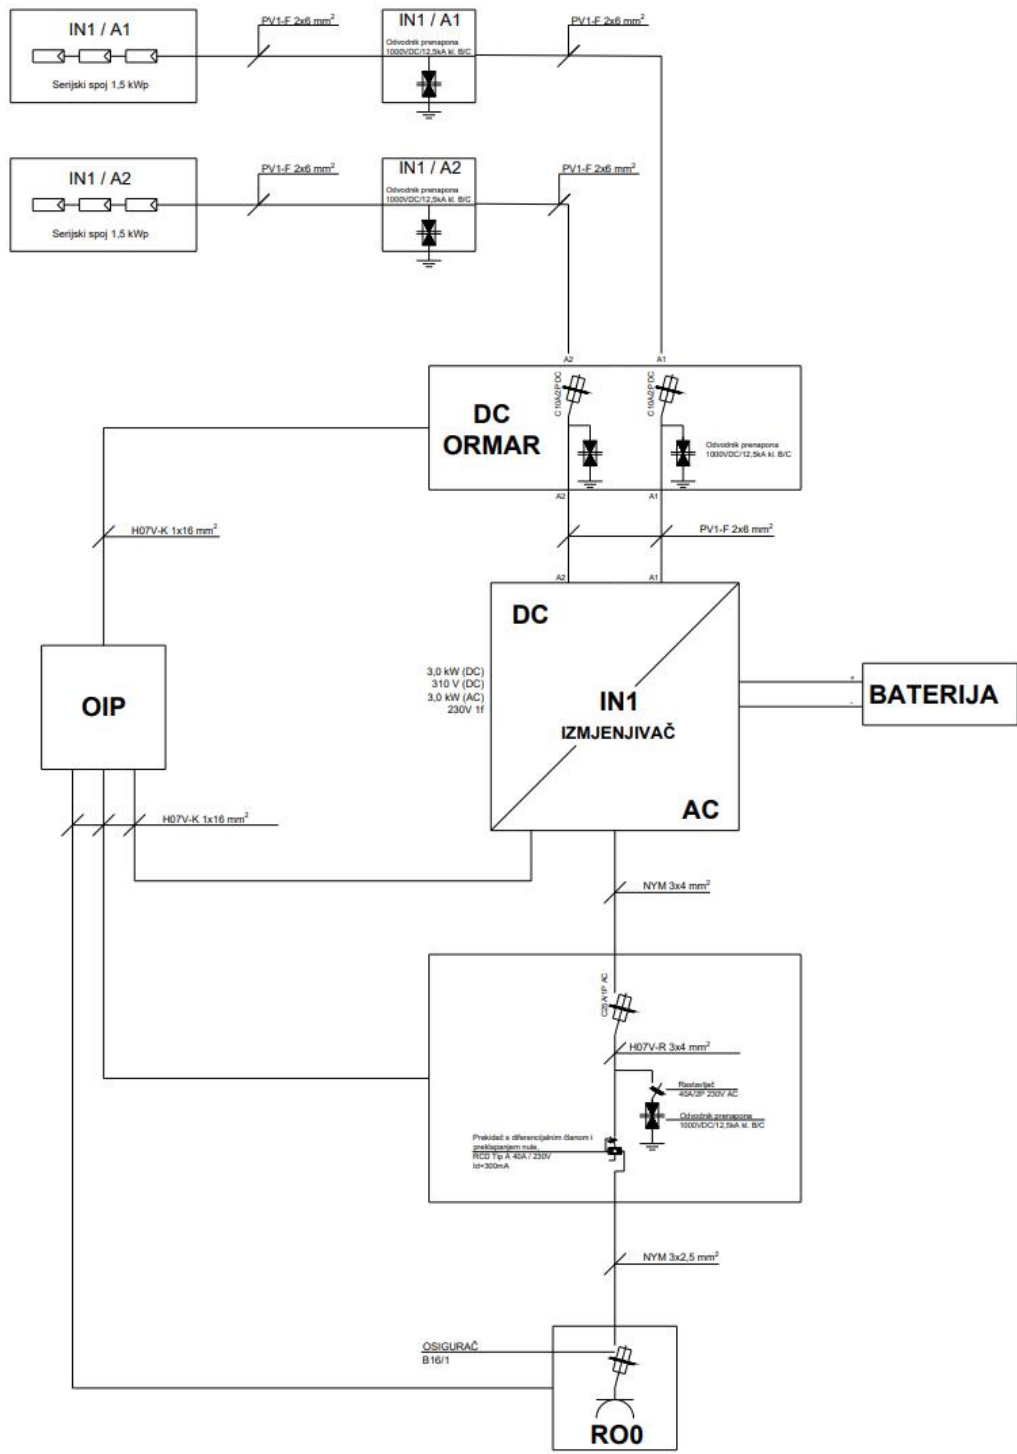 IN1 / A1
Serijski spoj 1,5 kWp
PV1-F 2x6 mm²
IN1 / A1
Odvodnik prenapona
1000VDC/12,5kA kl. B/C
PV1-F 2x6 mm²
IN1 / A2
Serijski spoj 1,5 kWp
PV1-F 2x6 mm²
IN1 / A2
Odvodnik prenapona
1000VDC/12,5kA kl. B/C
PV1-F 2x6 mm²
A2
A1
DC
ORMAR
C10A/2P DC
C10A/2P DC
Odvodnik prenapona
1000VDC/12,5kA kl. B/C
A2
A1
H07V-K 1x16 mm²
PV1-F 2x6 mm²
A2
A1
DC
3,0 kW (DC)
310 V (DC)
3,0 kW (AC)
230V 1f
IN1
IZMJENJIVAČ
AC
+
-
BATERIJA
OIP
H07V-K 1x16 mm²
NYM 3x4 mm²
C25A/1P AC
H07V-R 3x4 mm²
Rastavljač
40A/2P 230V AC
Odvodnik prenapona
1000VDC/12,5kA kl. B/C
Prekidač s diferencijalnim članom i
preklapanjem nule,
RCD Tip A 40A / 230V
Id=300mA
NYM 3x2,5 mm²
OSIGURAČ
B16/1
RO0